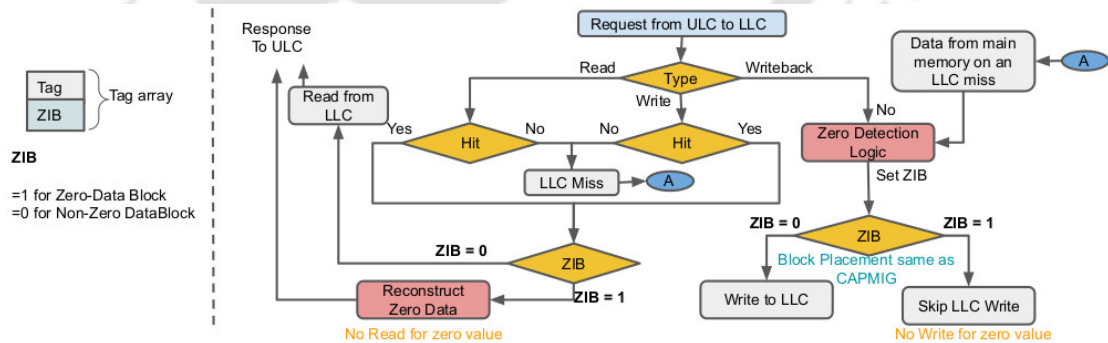 Tag
ZIB
Tag array
ZIB
=1 for Zero-Data Block
=0 for Non-Zero DataBlock
Response
To ULC
Request from ULC to LLC
Read
Type
Writeback
Write
Data from main
memory on an
LLC miss
A
Read from
LLC
Yes
Hit
No
No
Hit
Yes
No
Zero Detection
Logic
LLC Miss
A
Set ZIB
ZIB = 0
ZIB
ZIB = 1
Reconstruct
Zero Data
No Read for zero value
ZIB = 0
ZIB
ZIB = 1
Block Placement same as
CAPMIG
Write to LLC
Skip LLC Write
No Write for zero value